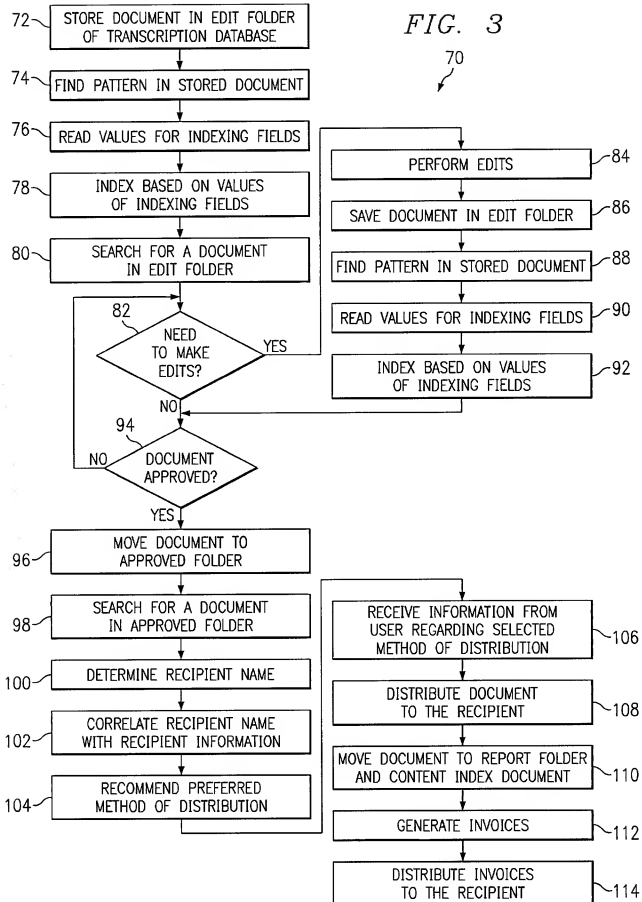 FIG. 3
70
72
STORE DOCUMENT IN EDIT FOLDER
OF TRANSCRIPTION DATABASE
74
FIND PATTERN IN STORED DOCUMENT
76
READ VALUES FOR INDEXING FIELDS
78
INDEX BASED ON VALUES
OF INDEXING FIELDS
80
SEARCH FOR A DOCUMENT
IN EDIT FOLDER
82
NEED
TO MAKE
EDITS?
YES
NO
84
PERFORM EDITS
86
SAVE DOCUMENT IN EDIT FOLDER
88
FIND PATTERN IN STORED DOCUMENT
90
READ VALUES FOR INDEXING FIELDS
92
INDEX BASED ON VALUES
OF INDEXING FIELDS
94
DOCUMENT
APPROVED?
NO
YES
96
MOVE DOCUMENT TO
APPROVED FOLDER
98
SEARCH FOR A DOCUMENT
IN APPROVED FOLDER
100
DETERMINE RECIPIENT NAME
102
CORRELATE RECIPIENT NAME
WITH RECIPIENT INFORMATION
104
RECOMMEND PREFERRED
METHOD OF DISTRIBUTION
RECEIVE INFORMATION FROM
USER REGARDING SELECTED
METHOD OF DISTRIBUTION
106
DISTRIBUTE DOCUMENT
TO THE RECIPIENT
108
MOVE DOCUMENT TO REPORT FOLDER
AND CONTENT INDEX DOCUMENT
110
GENERATE INVOICES
112
DISTRIBUTE INVOICES
TO THE RECIPIENT
114